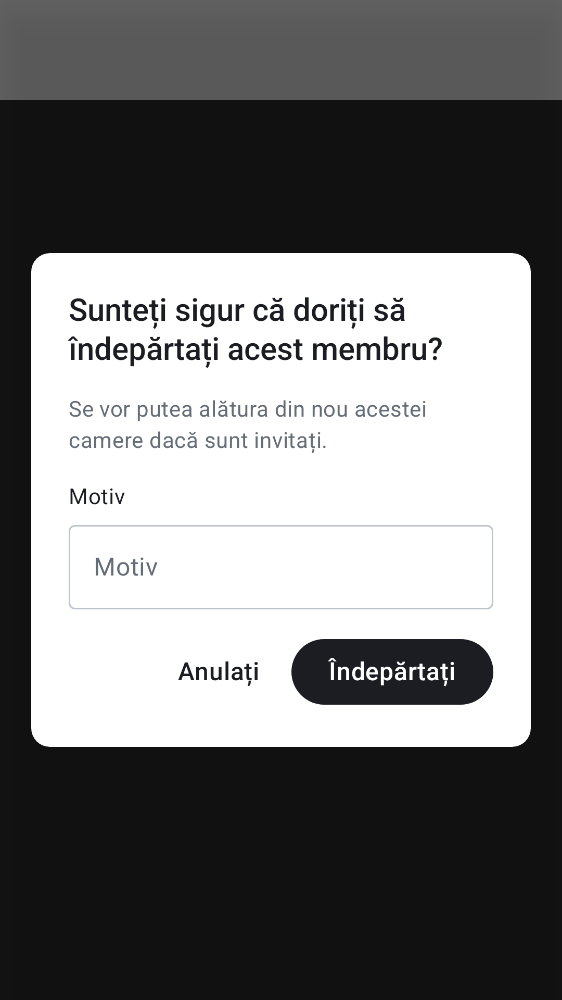 Sunteți sigur că doriți să
îndepărtați acest membru?
Se vor putea alătura din nou acestei
camere dacă sunt invitați.
Motiv
Motiv
Anulați
Îndepărtați